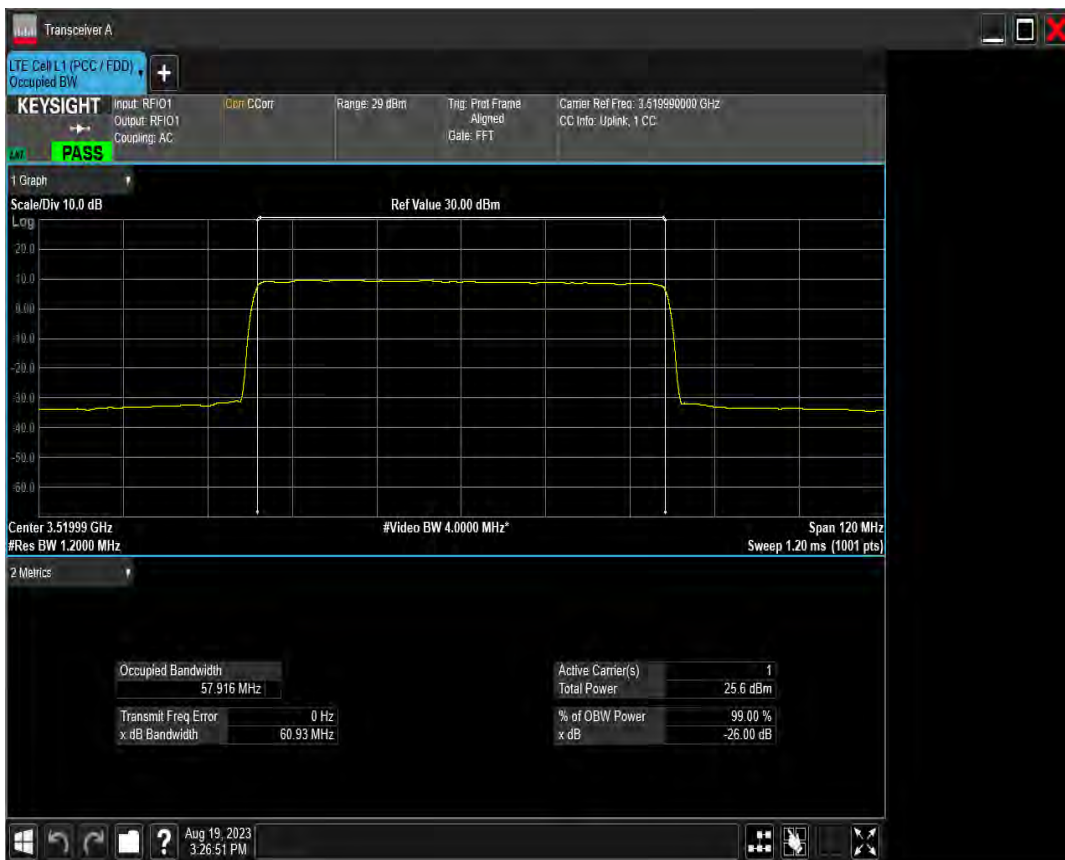 Transceiver A
LTE Cell L1 (PCC / FDD)
Occupied BW
+
KEYSIGHT
Input: RFIO1
Output: RFIO1
Coupling: AC
Corr CCorr
Range: 29 dBm
Trig: Prot Frame
Aligned
Gate: FFT
Carrier Ref Freq: 3.519990000 GHz
CC Info: Uplink, 1 CC
PASS
1 Graph
Scale/Div 10.0 dB
Ref Value 30.00 dBm
Log
20.0
10.0
0.00
-10.0
-20.0
-30.0
-40.0
-50.0
-60.0
Center 3.51999 GHz
#Video BW 4.0000 MHz*
Span 120 MHz
#Res BW 1.2000 MHz
Sweep 1.20 ms (1001 pts)
2 Metrics
Occupied Bandwidth
57.916 MHz
Transmit Freq Error 0 Hz
x dB Bandwidth 60.93 MHz
Active Carrier(s) 1
Total Power 25.6 dBm
% of OBW Power 99.00 %
x dB -26.00 dB
?
Aug 19, 2023
3:26:51 PM